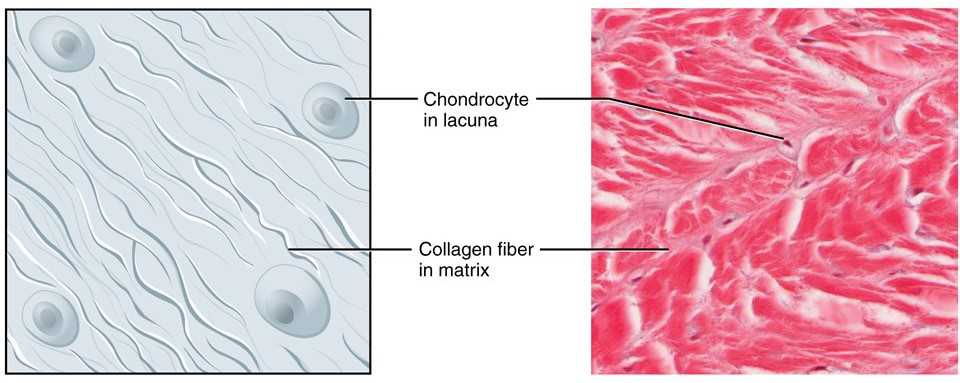 Chondrocyte
in lacuna
Collagen fiber
in matrix